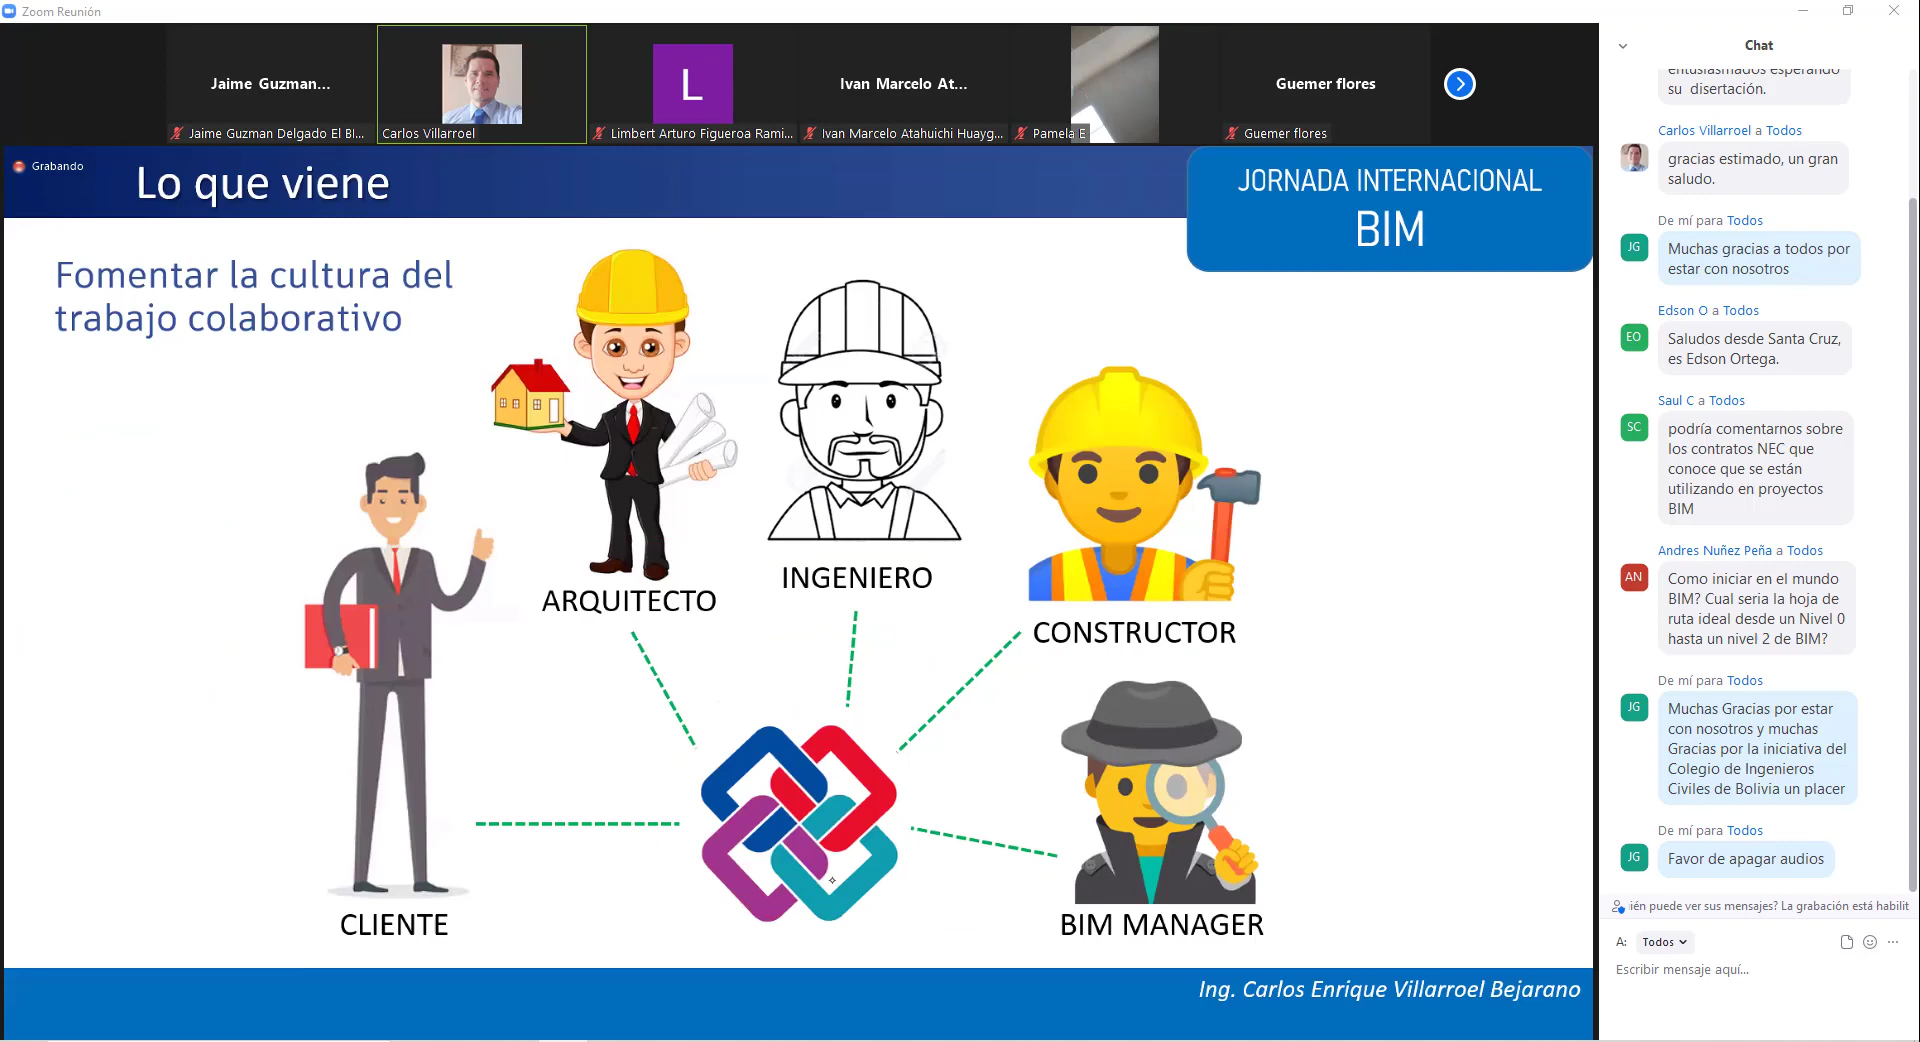 Zoom Reunión
Jaime Guzman...
L
Ivan Marcelo At...
Guemer flores
Jaime Guzman Delgado El BI...
Carlos Villarroel
Limbert Arturo Figueroa Rami...
Ivan Marcelo Atahuichi Huayg...
Pamela E
Guemer flores
Grabando
Lo que viene
JORNADA INTERNACIONAL
BIM
Fomentar la cultura del
trabajo colaborativo
ARQUITECTO
INGENIERO
CONSTRUCTOR
CLIENTE
BIM MANAGER
Ing. Carlos Enrique Villarroel Bejarano
Chat
entusiasmados esperando
su disertación.
Carlos Villarroel a Todos
gracias estimado, un gran
saludo.
De mí para Todos
JG
Muchas gracias a todos por
estar con nosotros
Edson O a Todos
EO
Saludos desde Santa Cruz,
es Edson Ortega.
Saul C a Todos
SC
podría comentarnos sobre
los contratos NEC que
conoce que se están
utilizando en proyectos
BIM
Andres Nuñez Peña a Todos
AN
Como iniciar en el mundo
BIM? Cual seria la hoja de
ruta ideal desde un Nivel 0
hasta un nivel 2 de BIM?
De mí para Todos
JG
Muchas Gracias por estar
con nosotros y muchas
Gracias por la iniciativa del
Colegio de Ingenieros
Civiles de Bolivia un placer
De mí para Todos
JG
Favor de apagar audios
ién puede ver sus mensajes? La grabación está habilit
A: Todos
Escribir mensaje aquí...